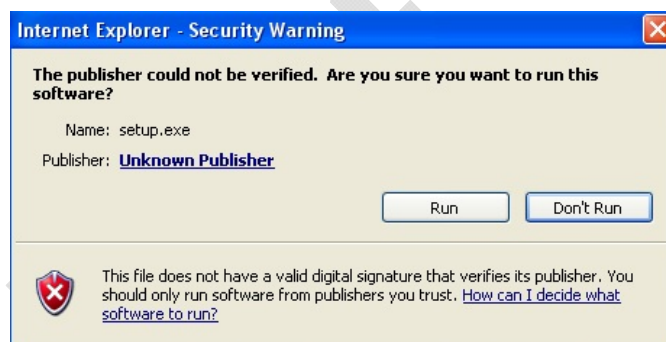 Internet Explorer - Security Warning
The publisher could not be verified.  Are you sure you want to run this
software?
Name: setup.exe
Publisher: Unknown Publisher
Run
Don't Run
This file does not have a valid digital signature that verifies its publisher. You
should only run software from publishers you trust. How can I decide what
software to run?